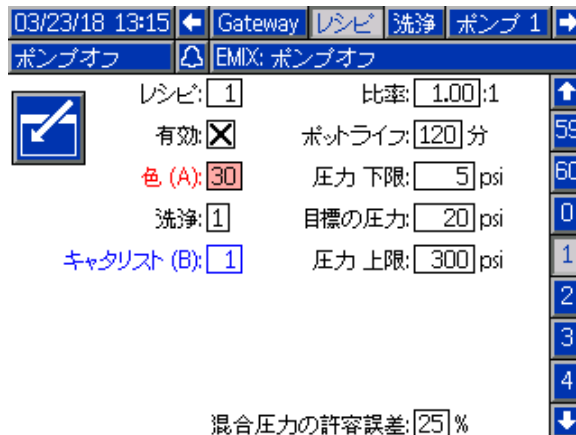 03/23/18 13:15 Gateway レシピ 洗浄 ポンプ 1
ポンプオフ EMIX: ポンプオフ
レシピ: 1 比率: 1.00:1
有効: ポットライフ: 120 分 59
色 (A): 30 圧力 下限: 5 psi 60
洗浄: 1 目標の圧力: 20 psi 0
キャタリスト (B): 1 圧力 上限: 300 psi 1
2
3
4
混合圧力の許容誤差: 25 %